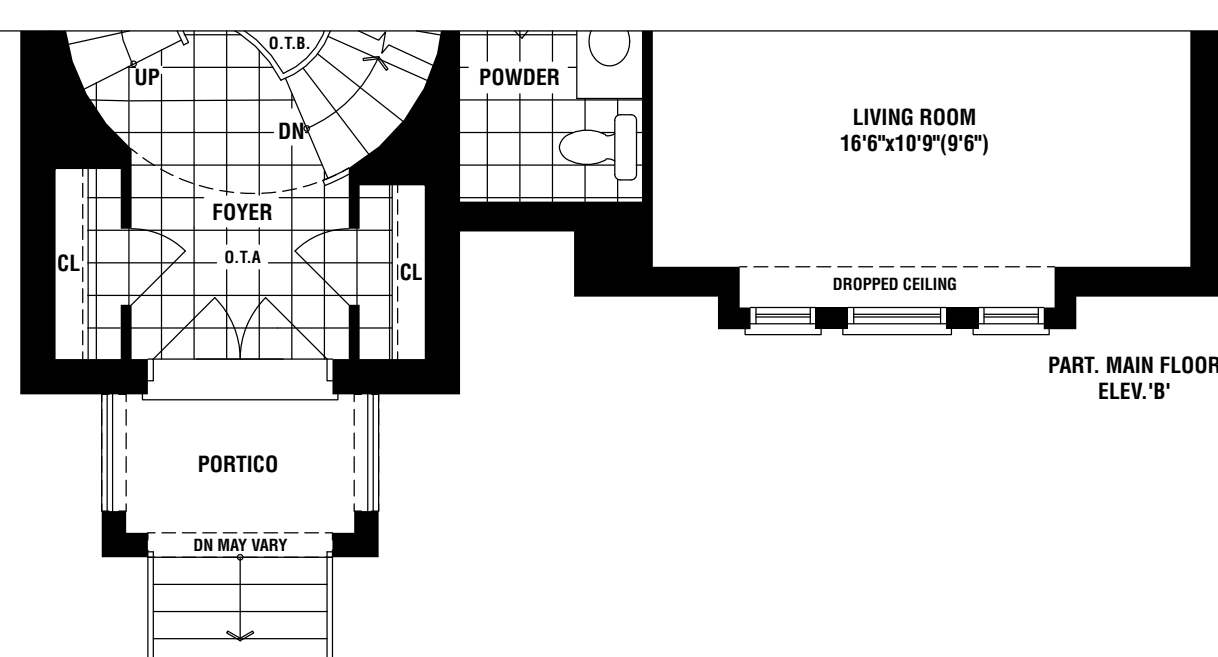 O.T.B.
UP
POWDER
DN
LIVING ROOM
16'6"x10'9"(9'6")
FOYER
O.T.A
CL
CL
DROPPED CEILING
PART. MAIN FLOOR
ELEV.'B'
PORTICO
DN MAY VARY